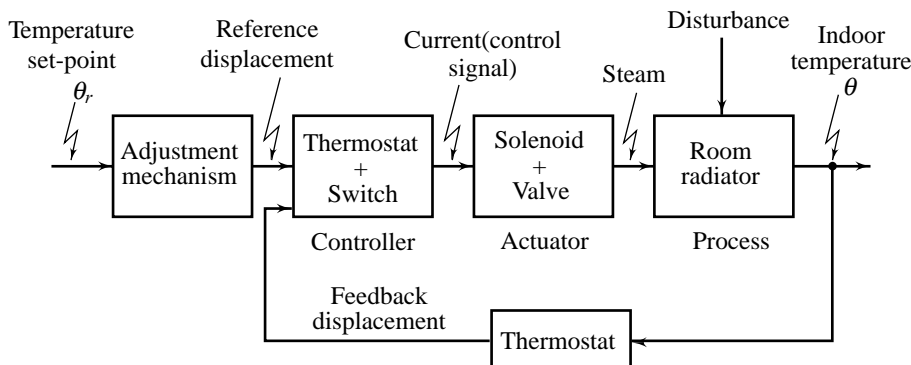 Temperature
set-point
θr
Reference
displacement
Current(control
signal)
Steam
Disturbance
Indoor
temperature
θ
Adjustment
mechanism
Thermostat
+
Switch
Solenoid
+
Valve
Room
radiator
Controller
Actuator
Process
Feedback
displacement
Thermostat